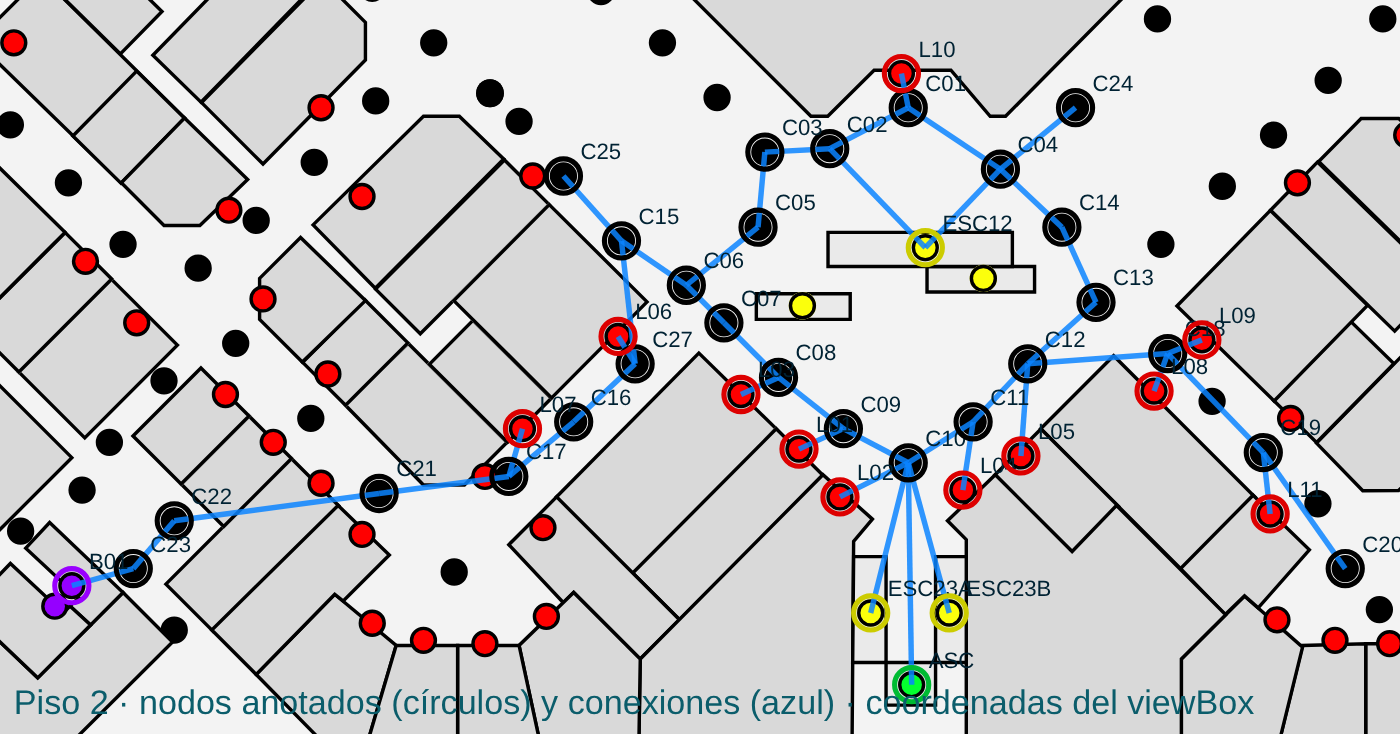 L10
C01
C24
C03
C02
C04
C25
C05
C14
C15
ESC12
C06
C13
C07
L06
L09
C27
C08
C12
L08
C16
L07
C09
C11
C19
C10
L05
C17
C21
L02
L11
C22
C23
C20
B01
ESC23A
ESC23B
ASC
Piso 2 · nodos anotados (círculos) y conexiones (azul) · coordenadas del viewBox